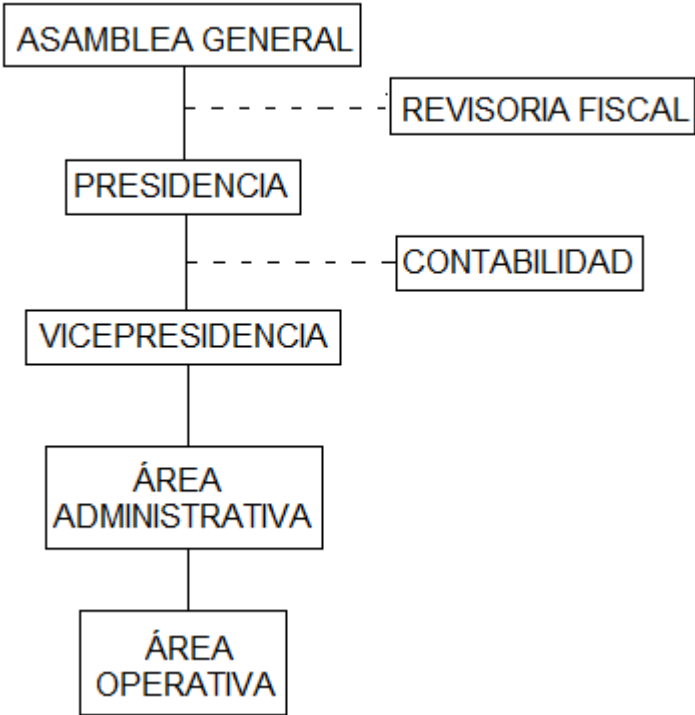 ASAMBLEA GENERAL
REVISORIA FISCAL
PRESIDENCIA
CONTABILIDAD
VICEPRESIDENCIA
ÁREA
ADMINISTRATIVA
ÁREA
OPERATIVA